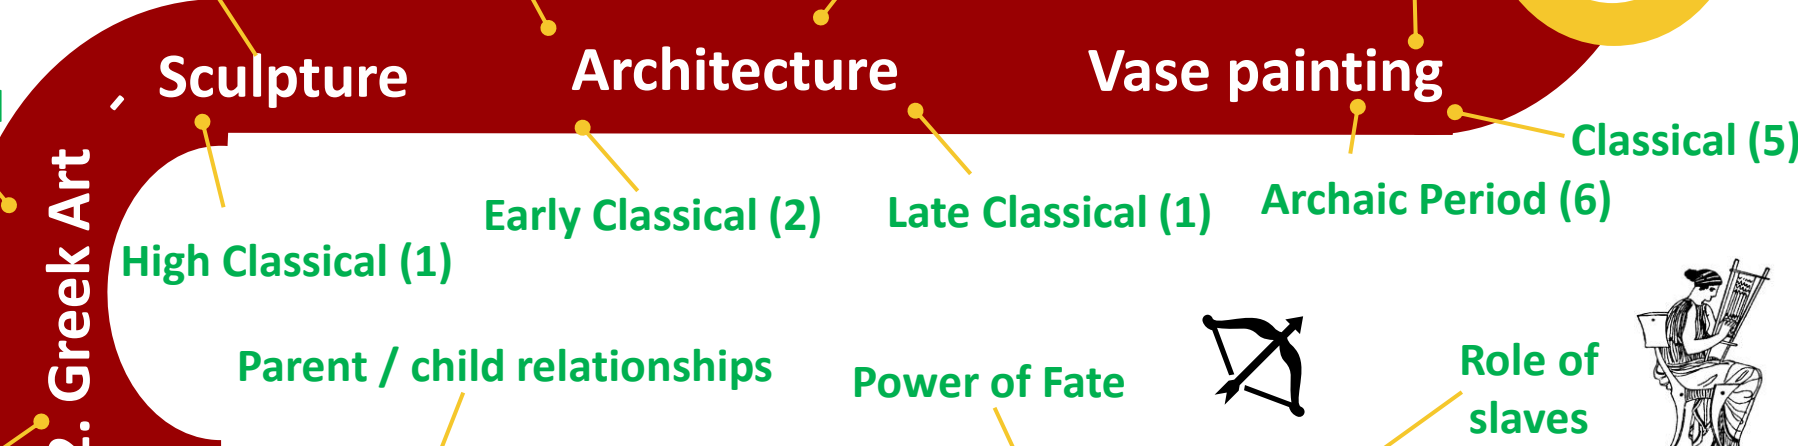 Sculpture
Architecture
Vase painting
Classical (5)
Early Classical (2)
Late Classical (1)
Archaic Period (6)
High Classical (1)
Greek Art
Parent / child relationships
Power of Fate
Role of
slaves